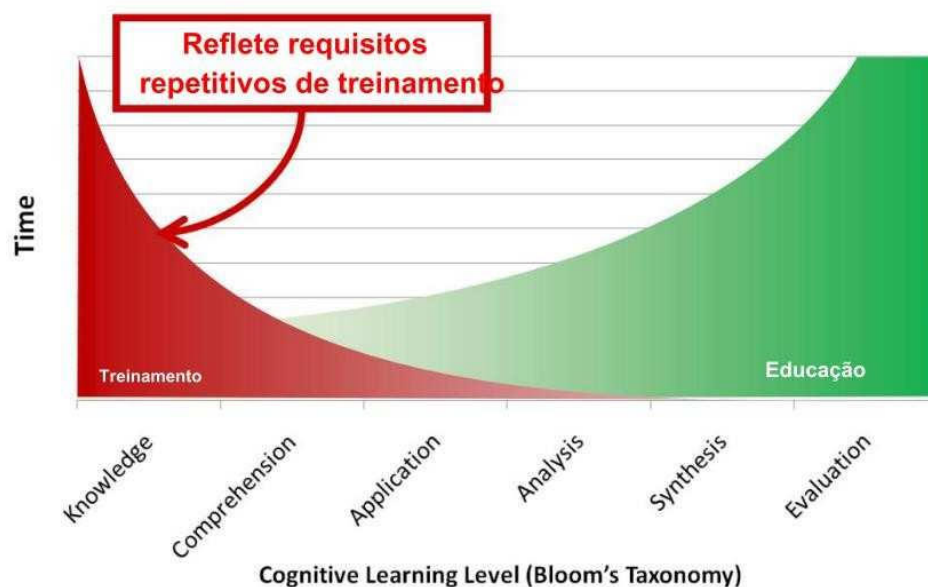 Reflete requisitos
repetitivos de treinamento
Time
Treinamento
Educação
Knowledge
Comprehension
Application
Analysis
Synthesis
Evaluation
Cognitive Learning Level (Bloom's Taxonomy)